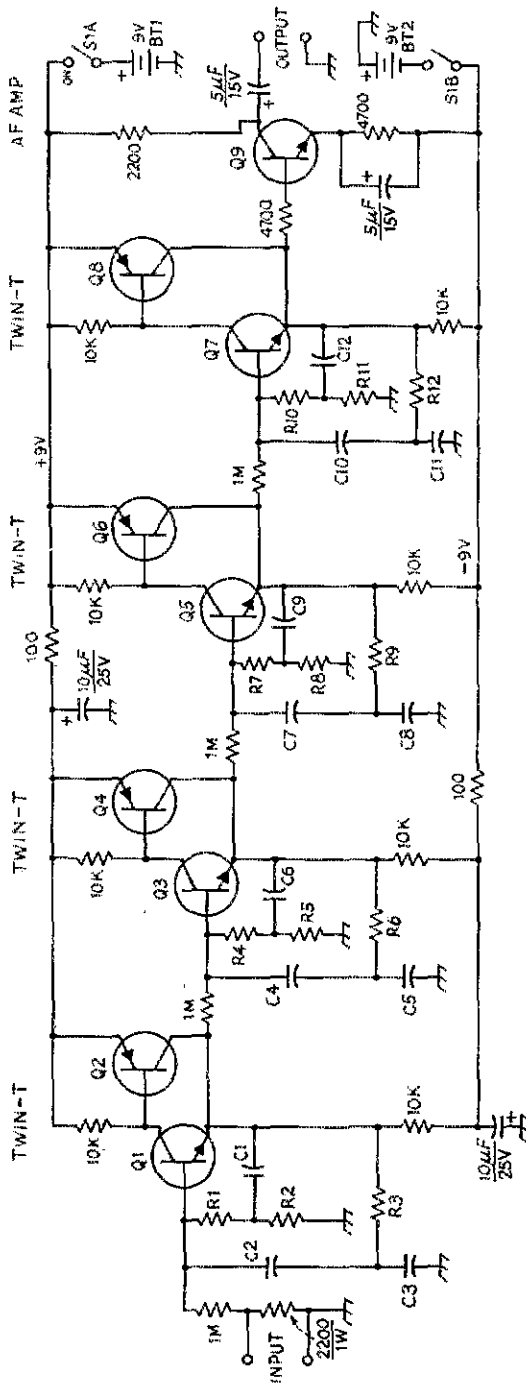 TWIN-T
TWIN-T
TWIN-T
TWIN-T
AF AMP
+9V
ON
S1A
9V
BT1
+
10K
Q1
Q2
10K
Q3
Q4
100
10µF
25V
+
10K
Q5
Q6
10K
Q7
Q8
2200
5µF
15V
+
OUTPUT
Q9
4700
INPUT
1M
2200
1W
R1
R2
C1
C2
R3
C3
10K
10µF
25V
+
1M
R4
R5
C6
C4
R6
C5
10K
100
1M
R7
R8
C9
C7
R9
C8
10K
-9V
1M
R10
R11
C12
C10
R12
C11
10K
5µF
15V
+
4700
9V
BT2
+
S1B